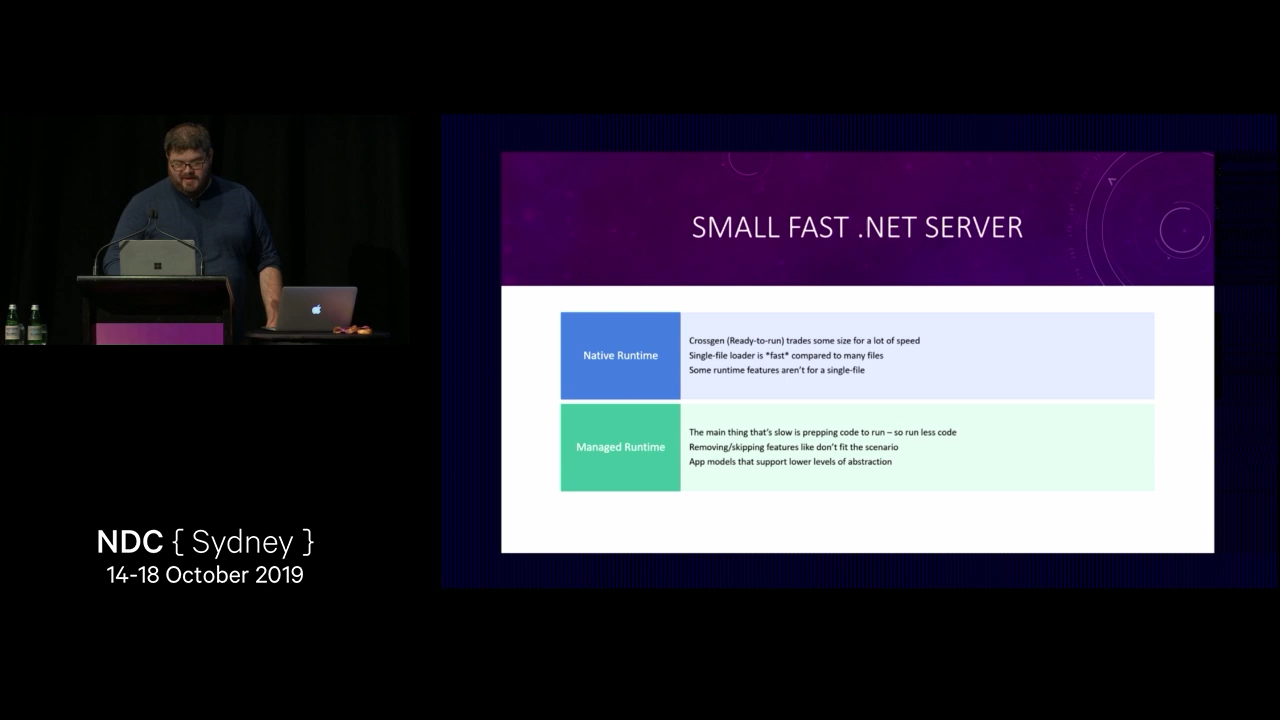 SMALL FAST .NET SERVER
Native Runtime
Crossgen (Ready-to-run) trades some size for a lot of speed
Single-file loader is *fast* compared to many files
Some runtime features aren't for a single-file
Managed Runtime
The main thing that's slow is prepping code to run – so run less code
Removing/skipping features like don't fit the scenario
App models that support lower levels of abstraction
NDC { Sydney }
14-18 October 2019